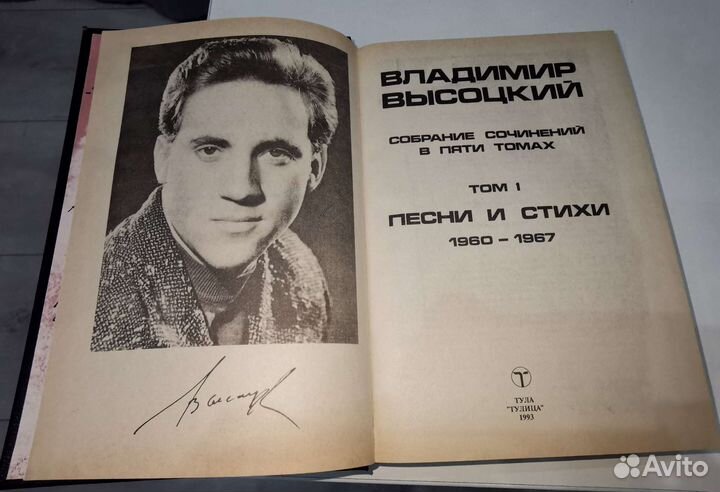 ВЛАДИМИР
ВЫСОЦКИЙ
СОБРАНИЕ СОЧИНЕНИЙ
В ПЯТИ ТОМАХ
ТОМ I
ПЕСНИ И СТИХИ
1960 – 1967
ТУЛА
"ТУЛИЦА"
1993
Avito